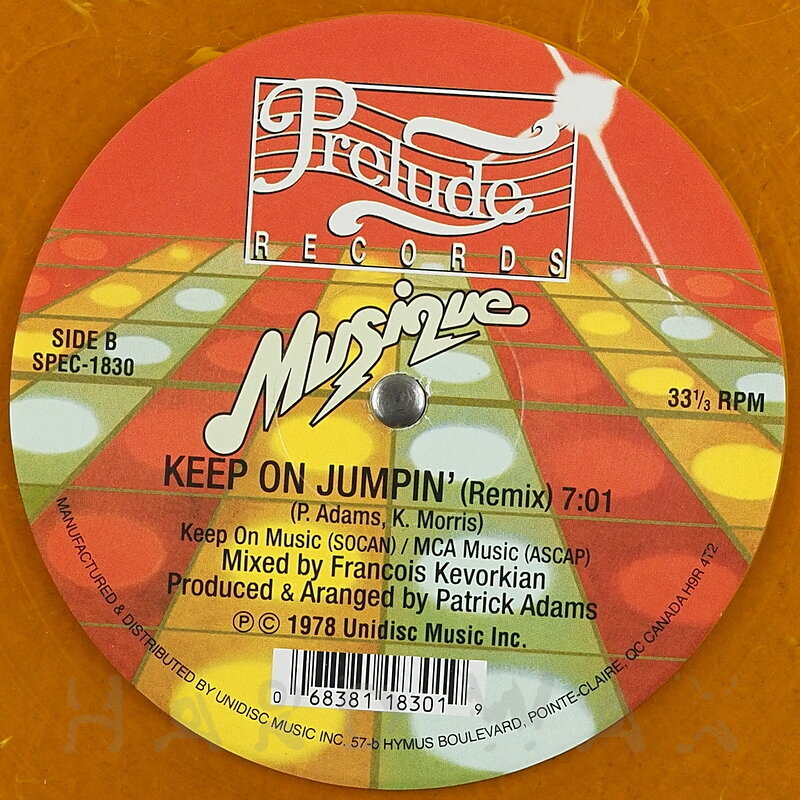 Prelude
RECORDS
Musique
SIDE B
SPEC-1830
33⅓ RPM
KEEP ON JUMPIN' (Remix) 7:01
(P. Adams, K. Morris)
Keep On Music (SOCAN) / MCA Music (ASCAP)
Mixed by Francois Kevorkian
Produced & Aranged by Patrick Adams
℗ © 1978 Unidisc Music Inc.
0 68381 18301 9
MANUFACTURED & DISTRIBUTED BY UNIDISC MUSIC INC. 57-b HYMUS BOULEVARD, POINTE-CLAIRE, QC CANADA H9R 4T2
HARDWAX